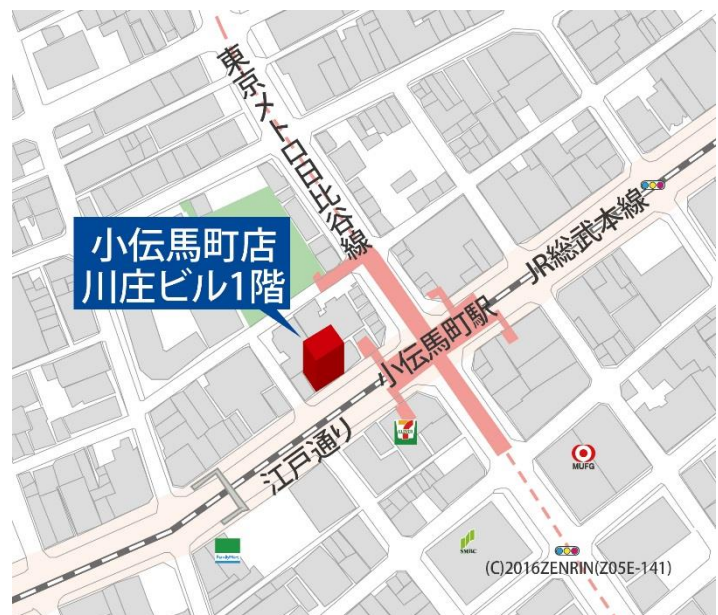 東京メトロ日比谷線
JR総武本線
小伝馬町店
川庄ビル1階
小伝馬町駅
江戸通り
MUFG
FamilyMart
SMBC
(C)2016ZENRIN(Z05E-141)